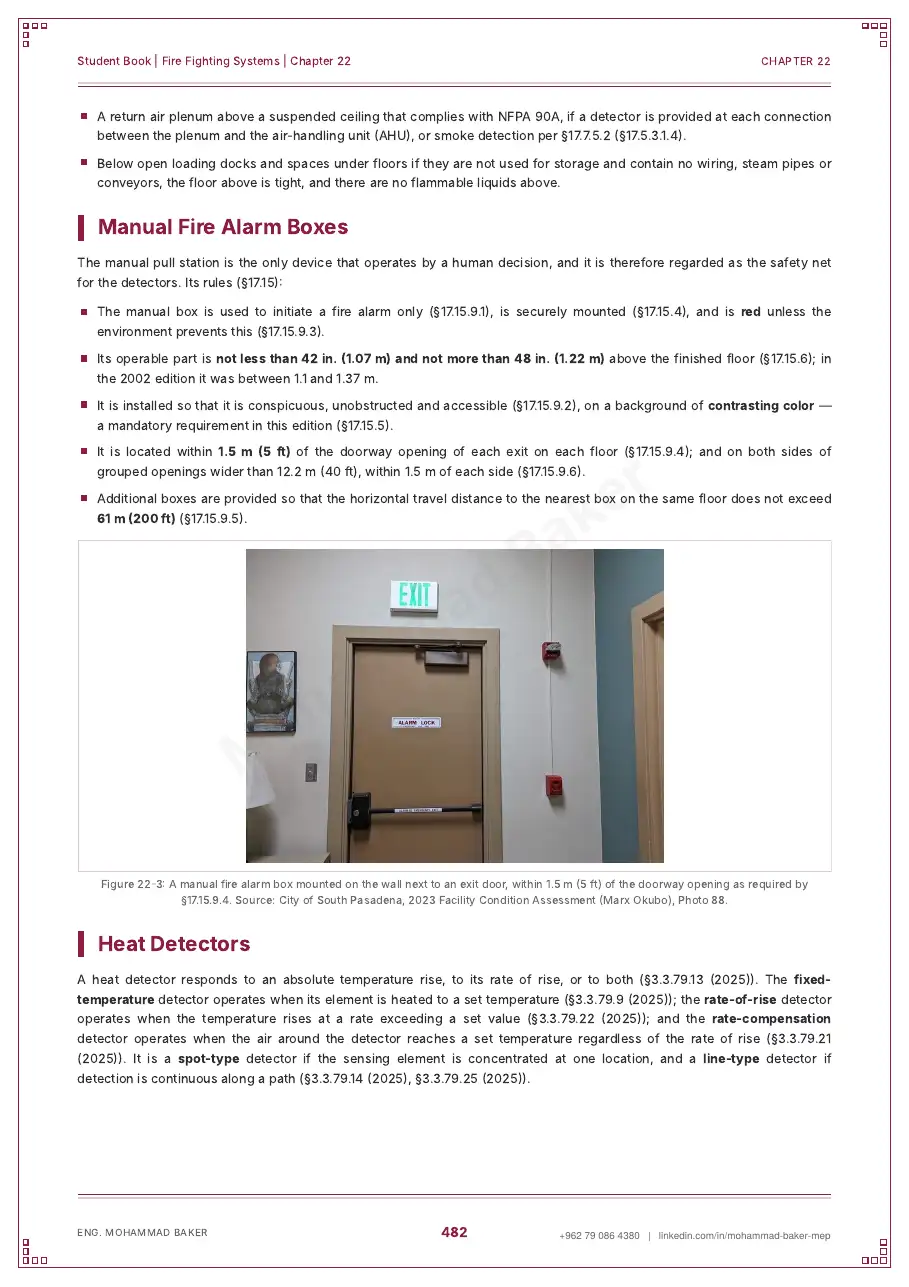 Student Book | Fire Fighting Systems | Chapter 22
CHAPTER 22
A return air plenum above a suspended ceiling that complies with NFPA 90A, if a detector is provided at each connection
between the plenum and the air-handling unit (AHU), or smoke detection per §17.7.5.2 (§17.5.3.1.4).
Below open loading docks and spaces under floors if they are not used for storage and contain no wiring, steam pipes or
conveyors, the floor above is tight, and there are no flammable liquids above.
Manual Fire Alarm Boxes
The manual pull station is the only device that operates by a human decision, and it is therefore regarded as the safety net
for the detectors. Its rules (§17.15):
The manual box is used to initiate a fire alarm only (§17.15.9.1), is securely mounted (§17.15.4), and is red unless the
environment prevents this (§17.15.9.3).
Its operable part is not less than 42 in. (1.07 m) and not more than 48 in. (1.22 m) above the finished floor (§17.15.6); in
the 2002 edition it was between 1.1 and 1.37 m.
It is installed so that it is conspicuous, unobstructed and accessible (§17.15.9.2), on a background of contrasting color —
a mandatory requirement in this edition (§17.15.5).
It is located within 1.5 m (5 ft) of the doorway opening of each exit on each floor (§17.15.9.4); and on both sides of
grouped openings wider than 12.2 m (40 ft), within 1.5 m of each side (§17.15.9.6).
Additional boxes are provided so that the horizontal travel distance to the nearest box on the same floor does not exceed
61 m (200 ft) (§17.15.9.5).
EXIT
ALARM LOCK
Figure 22-3: A manual fire alarm box mounted on the wall next to an exit door, within 1.5 m (5 ft) of the doorway opening as required by
§17.15.9.4. Source: City of South Pasadena, 2023 Facility Condition Assessment (Marx Okubo), Photo 88.
Heat Detectors
A heat detector responds to an absolute temperature rise, to its rate of rise, or to both (§3.3.79.13 (2025)). The fixed-
temperature detector operates when its element is heated to a set temperature (§3.3.79.9 (2025)); the rate-of-rise detector
operates when the temperature rises at a rate exceeding a set value (§3.3.79.22 (2025)); and the rate-compensation
detector operates when the air around the detector reaches a set temperature regardless of the rate of rise (§3.3.79.21
(2025)). It is a spot-type detector if the sensing element is concentrated at one location, and a line-type detector if
detection is continuous along a path (§3.3.79.14 (2025), §3.3.79.25 (2025)).
ENG. MOHAMMAD BAKER
482
+962 79 086 4380 | linkedin.com/in/mohammad-baker-mep